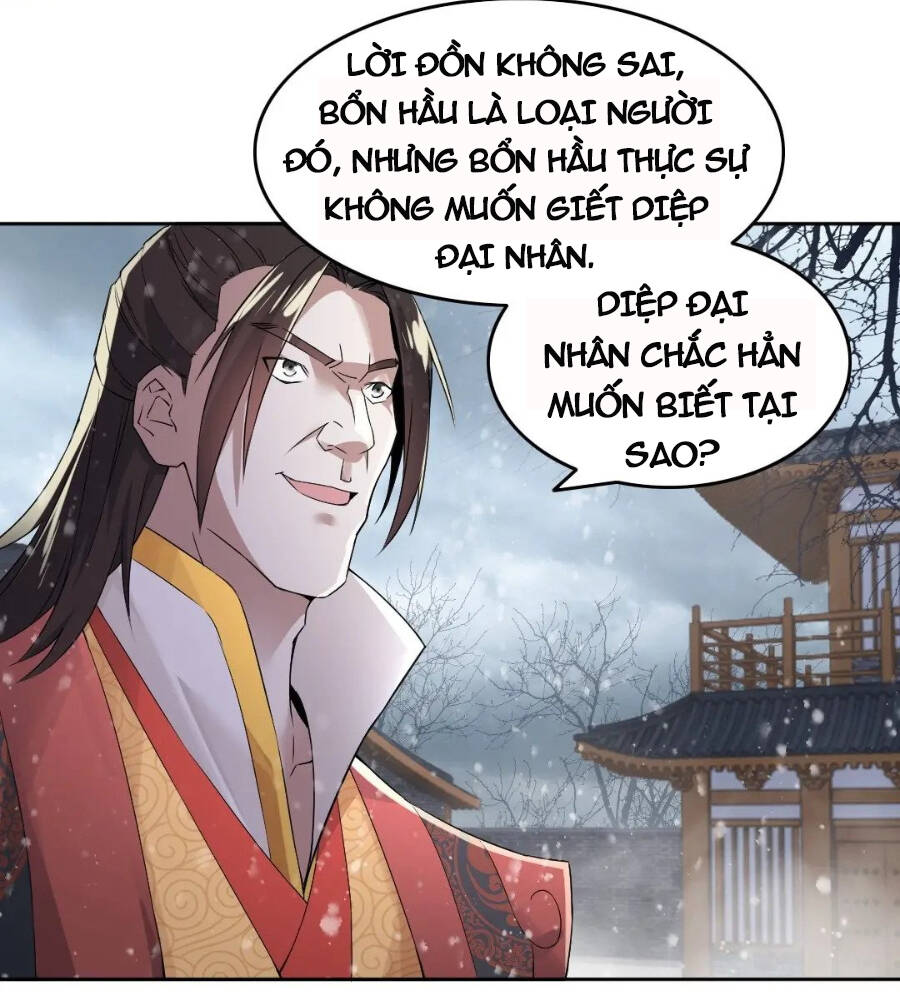 LỜI ĐỒN KHÔNG SAI,
BỔN HẦU LÀ LOẠI NGƯỜI
ĐÓ, NHƯNG BỔN HẦU THỰC SỰ
KHÔNG MUỐN GIẾT DIỆP
ĐẠI NHÂN.
DIỆP ĐẠI
NHÂN CHẮC HẲN
MUỐN BIẾT TẠI
SAO?